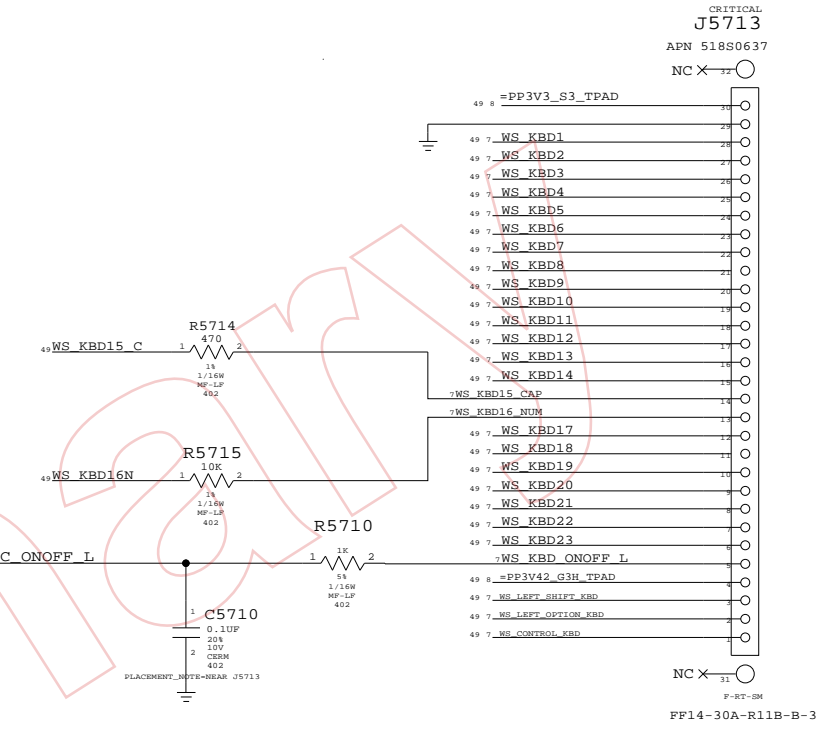 CRITICAL
J5713
APN 518S0637
NC 32
49 8 =PP3V3_S3_TPAD 30
29
49 7 WS_KBD1 28
49 7 WS_KBD2 27
49 7 WS_KBD3 26
49 7 WS_KBD4 25
49 7 WS_KBD5 24
49 7 WS_KBD6 23
49 7 WS_KBD7 22
49 7 WS_KBD8 21
49 7 WS_KBD9 20
49 7 WS_KBD10 19
49 7 WS_KBD11 18
49 7 WS_KBD12 17
49 7 WS_KBD13 16
49 7 WS_KBD14 15
7 WS_KBD15_CAP 14
7 WS_KBD16_NUM 13
49 7 WS_KBD17 12
49 7 WS_KBD18 11
49 7 WS_KBD19 10
49 7 WS_KBD20 9
49 7 WS_KBD21 8
49 7 WS_KBD22 7
49 7 WS_KBD23 6
7 WS_KBD_ONOFF_L 5
49 8 =PP3V42_G3H_TPAD 4
49 7 WS_LEFT_SHIFT_KBD 3
49 7 WS_LEFT_OPTION_KBD 2
49 7 WS_CONTROL_KBD 1
NC 31
F-RT-SM
FF14-30A-R11B-B-3
R5714
470
49 WS_KBD15_C 1 2
1%
1/16W
MF-LF
402
R5715
10K
49 WS_KBD16N 1 2
1%
1/16W
MF-LF
402
R5710
1K
C_ONOFF_L 1 2
5%
1/16W
MF-LF
402
1 C5710
0.1UF
20%
10V
2 CERM
402
PLACEMENT_NOTE=NEAR J5713
nary